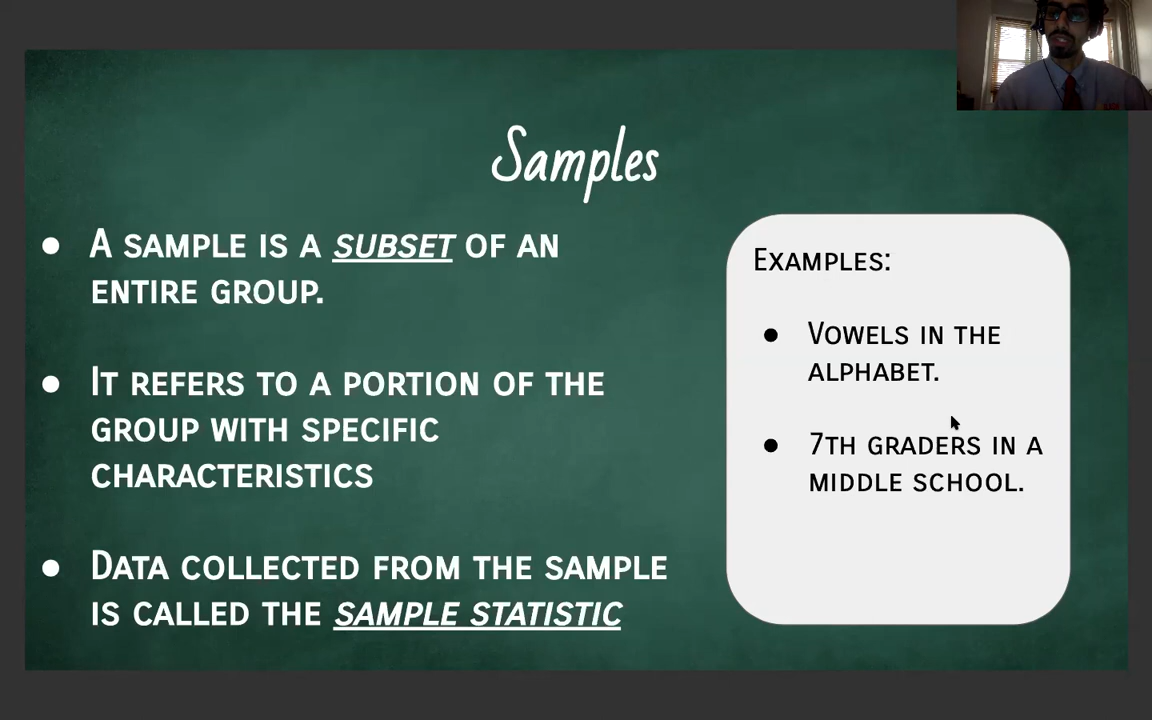 Samples
● A SAMPLE IS A SUBSET OF AN
ENTIRE GROUP.
● IT REFERS TO A PORTION OF THE
GROUP WITH SPECIFIC
CHARACTERISTICS
● DATA COLLECTED FROM THE SAMPLE
IS CALLED THE SAMPLE STATISTIC
EXAMPLES:
● VOWELS IN THE
ALPHABET.
● 7TH GRADERS IN A
MIDDLE SCHOOL.